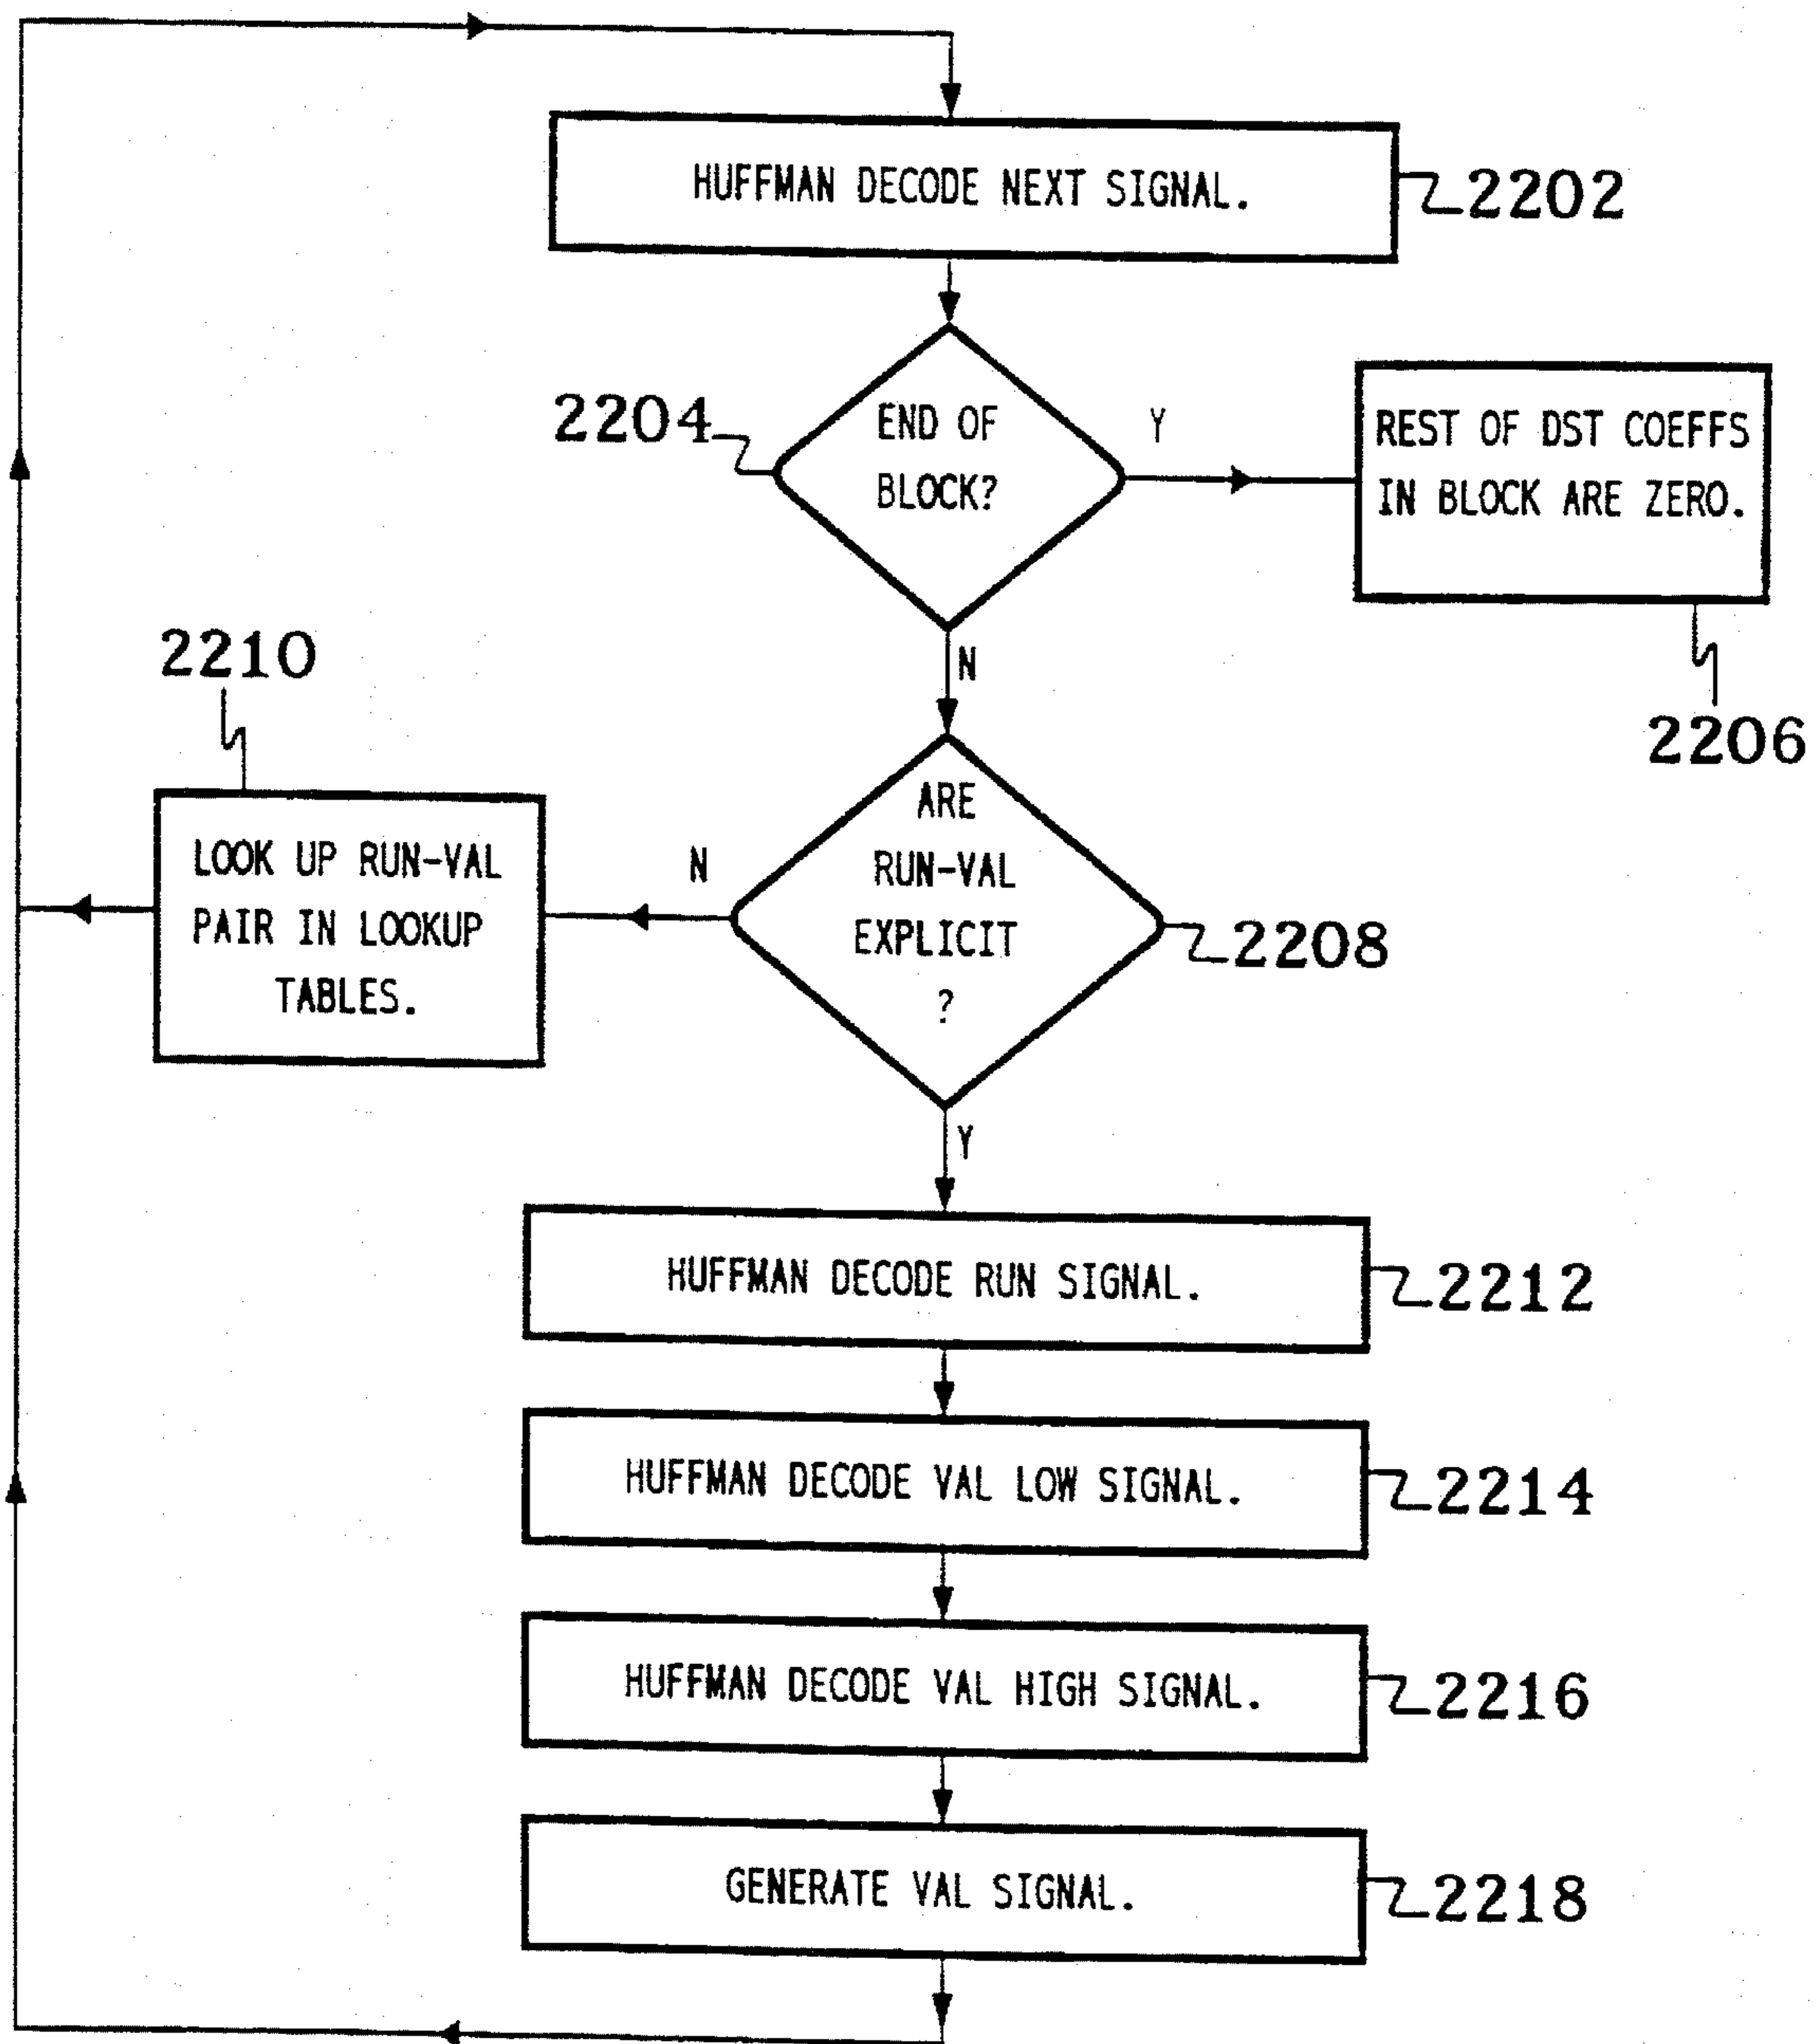 HUFFMAN DECODE NEXT SIGNAL.
2202
2204
END OF
BLOCK?
Y
REST OF DST COEFFS
IN BLOCK ARE ZERO.
2206
N
2210
LOOK UP RUN-VAL
PAIR IN LOOKUP
TABLES.
N
ARE
RUN-VAL
EXPLICIT
?
2208
Y
HUFFMAN DECODE RUN SIGNAL.
2212
HUFFMAN DECODE VAL LOW SIGNAL.
2214
HUFFMAN DECODE VAL HIGH SIGNAL.
2216
GENERATE VAL SIGNAL.
2218